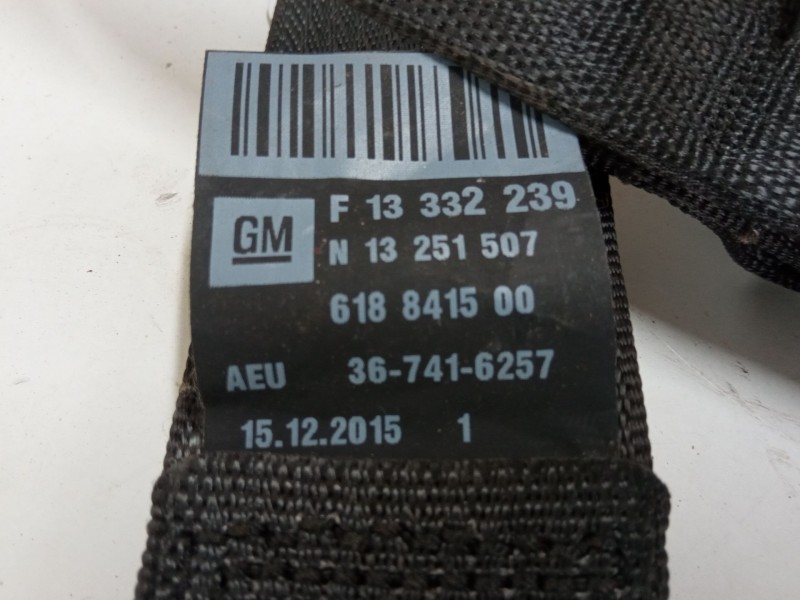 F 13 332 239
GM
N 13 251 507
618 8415 00
AEU 36-741-6257
15.12.2015 1